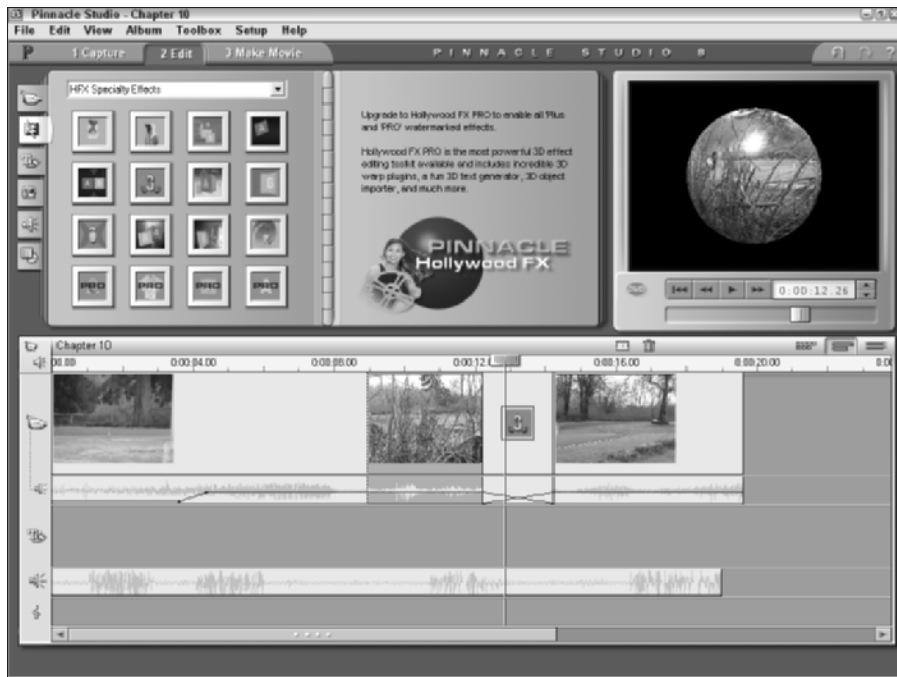 Pinnacle Studio - Chapter 10
File Edit View Album Toolbox Setup Help
1 Capture 2 Edit 3 Make Movie PINNACLE STUDIO 8
HFX Specialty Effects
Upgrade to Hollywood FX PRO to enable all 'Plus
and 'PRO' watermarked effects.
Hollywood FX PRO is the most powerful 3D effect
editing toolkit available and includes incredible 3D
warp plugins, a fun 3D text generator, 3D object
importer, and much more.
PINNACLE
Hollywood FX
PRO PRO PRO PRO
0:00:12.26
Chapter 10
0:00:04.00 0:00:08.00 0:00:16.00 0:00:20.00